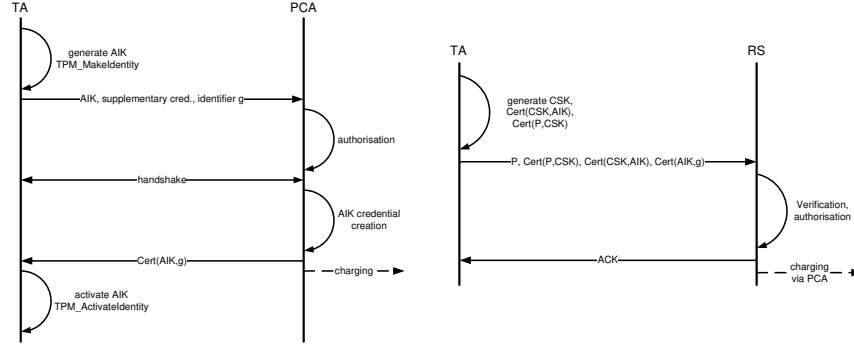 TA
PCA
generate AIK
TPM_MakeIdentity
AIK, supplementary cred., identifier g
authorisation
handshake
AIK credential
creation
Cert(AIK,g)
charging
activate AIK
TPM_ActivateIdentity
TA
RS
generate CSK,
Cert(CSK,AIK),
Cert(P,CSK)
P, Cert(P,CSK), Cert(CSK,AIK), Cert(AIK,g)
Verification,
authorisation
ACK
charging
via PCA